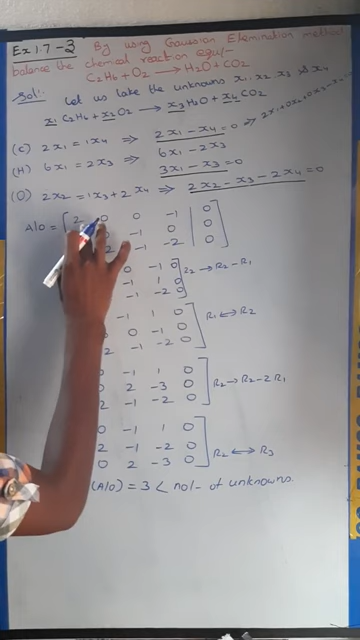 Ex 1.7-2 By using Gaussian Elemination method
balance the chemical reaction equ/-
C2H6 + O2 → H2O + CO2
Sol:-
Let us take the unknowns x1 x2 x3 & x4
x1 C2H6 + x2 O2 → x3 H2O + x4 CO2
(C) 2x1 = 1x4 ⇒ 2x1 - x4 = 0 ⇒
(H) 6x1 = 2x3 ⇒ 6x1 - 2x3
3x1 - x3 = 0
(O) 2x2 = 1x3 + 2x4 ⇒ 2x2 - x3 - 2x4 = 0
A|0 = [ 2 0 0 -1 | 0
0 -1 0 | 0
2 -1 -2 | 0 ]
0 -1 0
-1 1 0
-1 -2 0 ] R2 → R2 - R1
-1 1 0
0 -1 0
2 -1 -2 0 ] R1 ↔ R2
0 -1 1 0
0 2 -3 0
2 -1 -2 0 ] R2 → R2 - 2R1
0 -1 1 0
2 -1 -2 0
0 2 -3 0 ] R2 ↔ R3
(A|0) = 3 < no/- of unknowns.